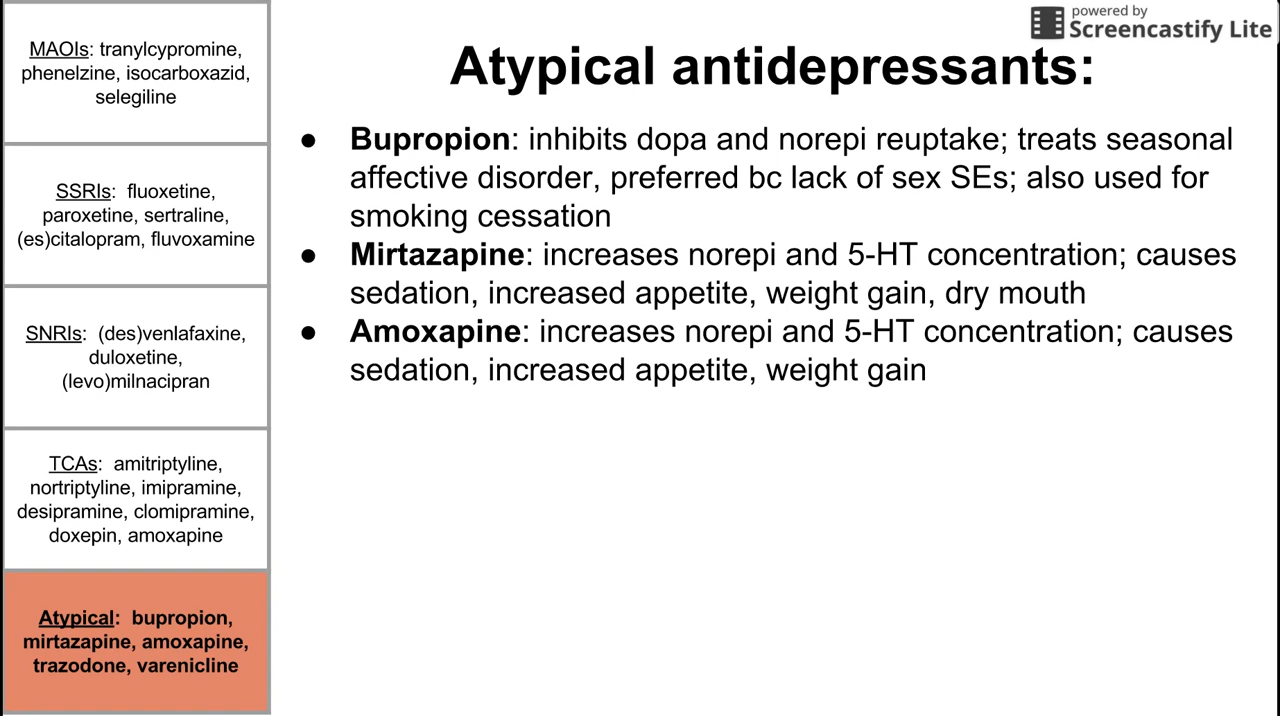 MAOIs: tranylcypromine,
phenelzine, isocarboxazid,
selegiline
SSRIs: fluoxetine,
paroxetine, sertraline,
(es)citalopram, fluvoxamine
SNRIs: (des)venlafaxine,
duloxetine,
(levo)milnacipran
TCAs: amitriptyline,
nortriptyline, imipramine,
desipramine, clomipramine,
doxepin, amoxapine
Atypical: bupropion,
mirtazapine, amoxapine,
trazodone, varenicline
powered by
Screencastify Lite
Atypical antidepressants:
● Bupropion: inhibits dopa and norepi reuptake; treats seasonal
affective disorder, preferred bc lack of sex SEs; also used for
smoking cessation
● Mirtazapine: increases norepi and 5-HT concentration; causes
sedation, increased appetite, weight gain, dry mouth
● Amoxapine: increases norepi and 5-HT concentration; causes
sedation, increased appetite, weight gain